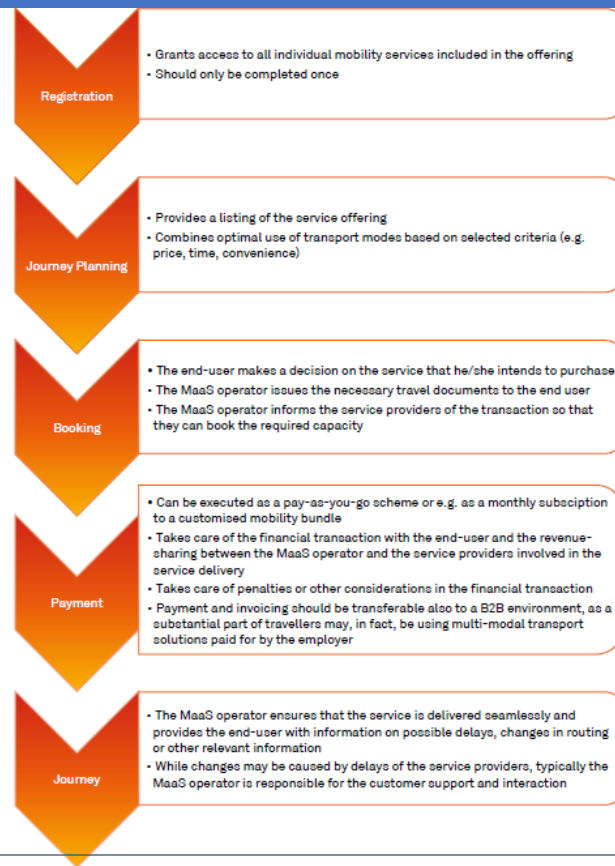 Registration
• Grants access to all individual mobility services included in the offering
• Should only be completed once
Journey Planning
• Provides a listing of the service offering
• Combines optimal use of transport modes based on selected criteria (e.g.
price, time, convenience)
Booking
• The end-user makes a decision on the service that he/she intends to purchase
• The MaaS operator issues the necessary travel documents to the end user
• The MaaS operator informs the service providers of the transaction so that
they can book the required capacity
Payment
• Can be executed as a pay-as-you-go scheme or e.g. as a monthly subsciption
to a customised mobility bundle
• Takes care of the financial transaction with the end-user and the revenue-
sharing between the MaaS operator and the service providers involved in the
service delivery
• Takes care of penalties or other considerations in the financial transaction
• Payment and invoicing should be transferable also to a B2B environment, as a
substantial part of travellers may, in fact, be using multi-modal transport
solutions paid for by the employer
Journey
• The MaaS operator ensures that the service is delivered seamlessly and
provides the end-user with information on possible delays, changes in routing
or other relevant information
• While changes may be caused by delays of the service providers, typically the
MaaS operator is responsible for the customer support and interaction